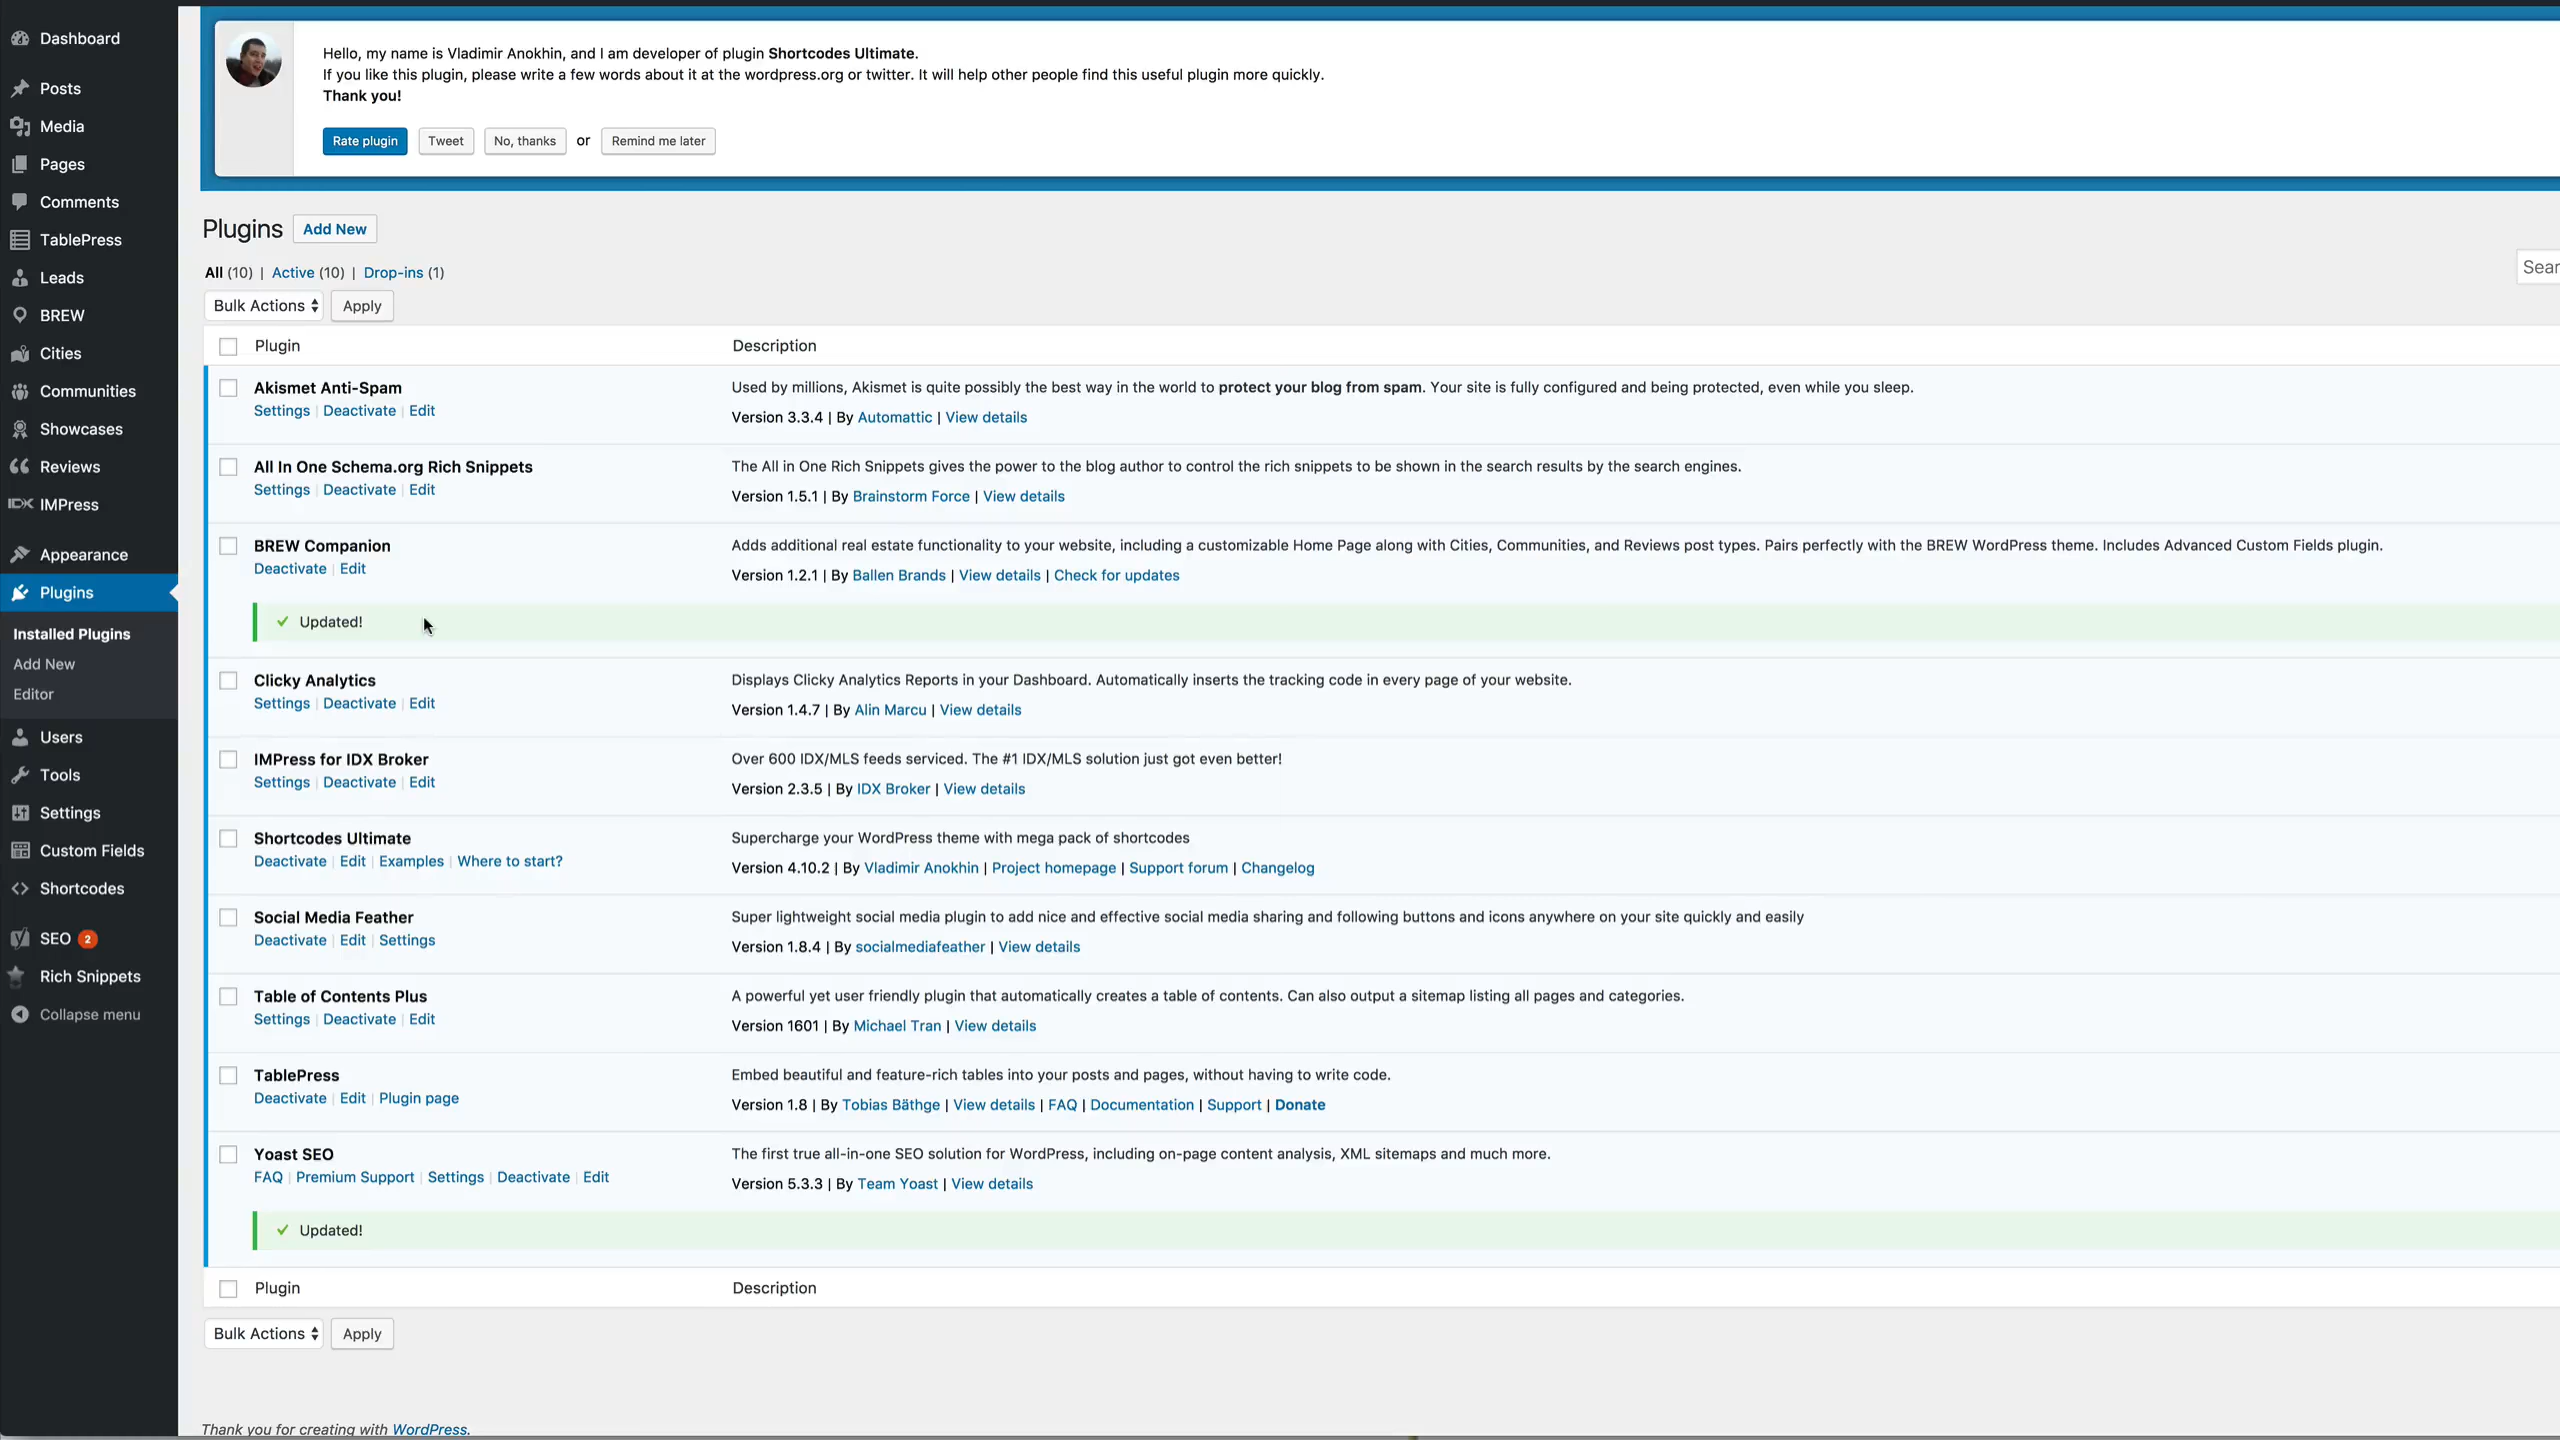 Dashboard
Posts
Media
Pages
Comments
TablePress
Leads
BREW
Cities
Communities
Showcases
Reviews
IDX IMPress
Appearance
Plugins
Installed Plugins
Add New
Editor
Users
Tools
Settings
Custom Fields
Shortcodes
SEO 2
Rich Snippets
Collapse menu
Hello, my name is Vladimir Anokhin, and I am developer of plugin Shortcodes Ultimate.
If you like this plugin, please write a few words about it at the wordpress.org or twitter. It will help other people find this useful plugin more quickly.
Thank you!
Rate plugin Tweet No, thanks or Remind me later
Plugins Add New
All (10) | Active (10) | Drop-ins (1)
Sear
Bulk Actions Apply
Plugin Description
Akismet Anti-Spam
Settings | Deactivate | Edit
Used by millions, Akismet is quite possibly the best way in the world to protect your blog from spam. Your site is fully configured and being protected, even while you sleep.
Version 3.3.4 | By Automattic | View details
All In One Schema.org Rich Snippets
Settings | Deactivate | Edit
The All in One Rich Snippets gives the power to the blog author to control the rich snippets to be shown in the search results by the search engines.
Version 1.5.1 | By Brainstorm Force | View details
BREW Companion
Deactivate | Edit
Adds additional real estate functionality to your website, including a customizable Home Page along with Cities, Communities, and Reviews post types. Pairs perfectly with the BREW WordPress theme. Includes Advanced Custom Fields plugin.
Version 1.2.1 | By Ballen Brands | View details | Check for updates
Updated!
Clicky Analytics
Settings | Deactivate | Edit
Displays Clicky Analytics Reports in your Dashboard. Automatically inserts the tracking code in every page of your website.
Version 1.4.7 | By Alin Marcu | View details
IMPress for IDX Broker
Settings | Deactivate | Edit
Over 600 IDX/MLS feeds serviced. The #1 IDX/MLS solution just got even better!
Version 2.3.5 | By IDX Broker | View details
Shortcodes Ultimate
Deactivate | Edit | Examples | Where to start?
Supercharge your WordPress theme with mega pack of shortcodes
Version 4.10.2 | By Vladimir Anokhin | Project homepage | Support forum | Changelog
Social Media Feather
Deactivate | Edit | Settings
Super lightweight social media plugin to add nice and effective social media sharing and following buttons and icons anywhere on your site quickly and easily
Version 1.8.4 | By socialmediafeather | View details
Table of Contents Plus
Settings | Deactivate | Edit
A powerful yet user friendly plugin that automatically creates a table of contents. Can also output a sitemap listing all pages and categories.
Version 1601 | By Michael Tran | View details
TablePress
Deactivate | Edit | Plugin page
Embed beautiful and feature-rich tables into your posts and pages, without having to write code.
Version 1.8 | By Tobias Bäthge | View details | FAQ | Documentation | Support | Donate
Yoast SEO
FAQ | Premium Support | Settings | Deactivate | Edit
The first true all-in-one SEO solution for WordPress, including on-page content analysis, XML sitemaps and much more.
Version 5.3.3 | By Team Yoast | View details
Updated!
Plugin Description
Bulk Actions Apply
Thank you for creating with WordPress.